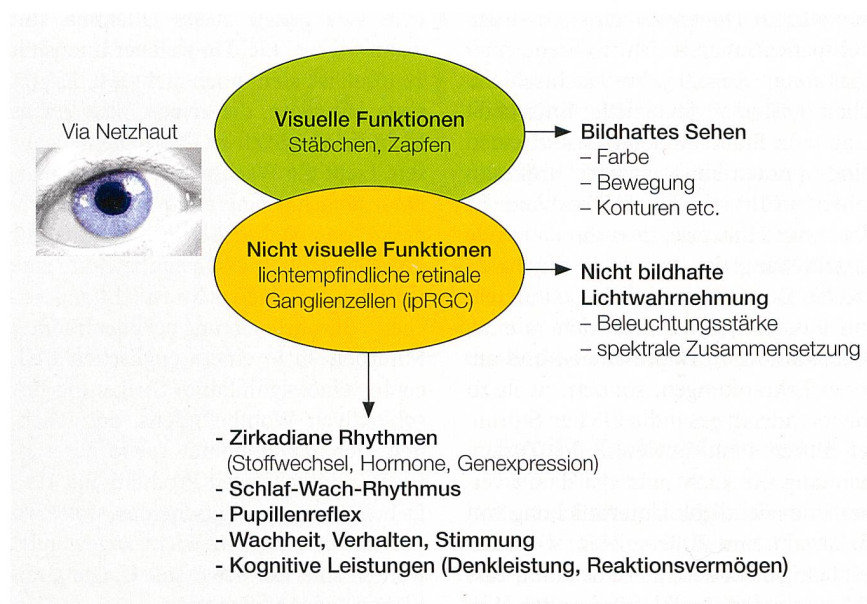 Via Netzhaut
Visuelle Funktionen
Stäbchen, Zapfen
Bildhaftes Sehen
– Farbe
– Bewegung
– Konturen etc.
Nicht visuelle Funktionen
lichtempfindliche retinale
Ganglienzellen (ipRGC)
Nicht bildhafte
Lichtwahrnehmung
– Beleuchtungsstärke
– spektrale Zusammensetzung
- Zirkadiane Rhythmen
(Stoffwechsel, Hormone, Genexpression)
- Schlaf-Wach-Rhythmus
- Pupillenreflex
- Wachheit, Verhalten, Stimmung
- Kognitive Leistungen (Denkleistung, Reaktionsvermögen)